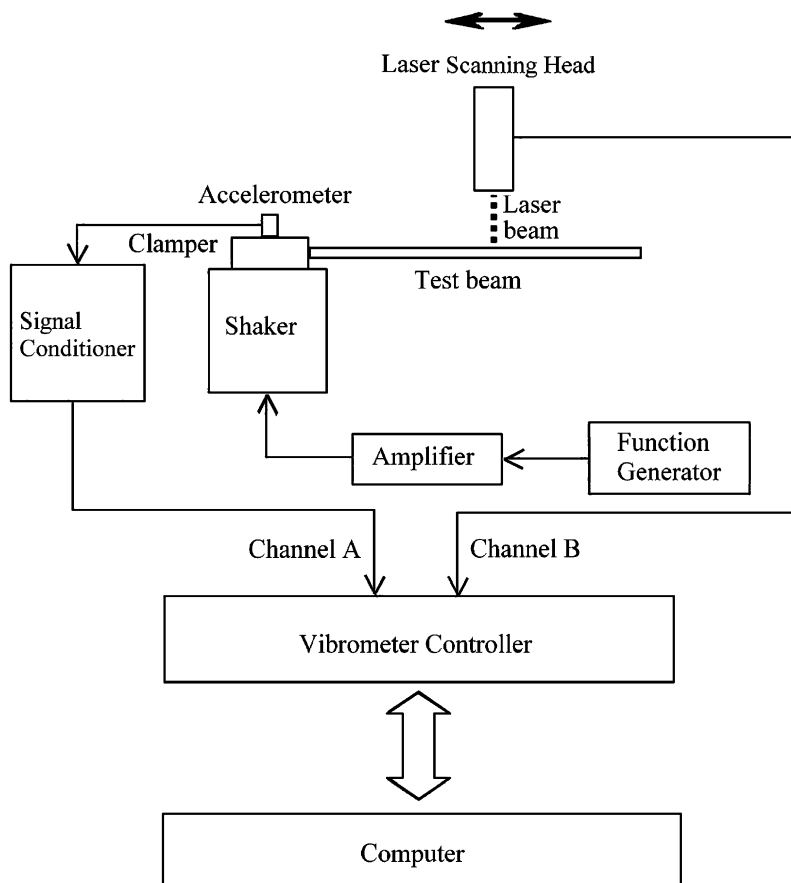 Laser Scanning Head
Accelerometer
Laser
beam
Clamper
Test beam
Signal
Conditioner
Shaker
Amplifier
Function
Generator
Channel A
Channel B
Vibrometer Controller
Computer